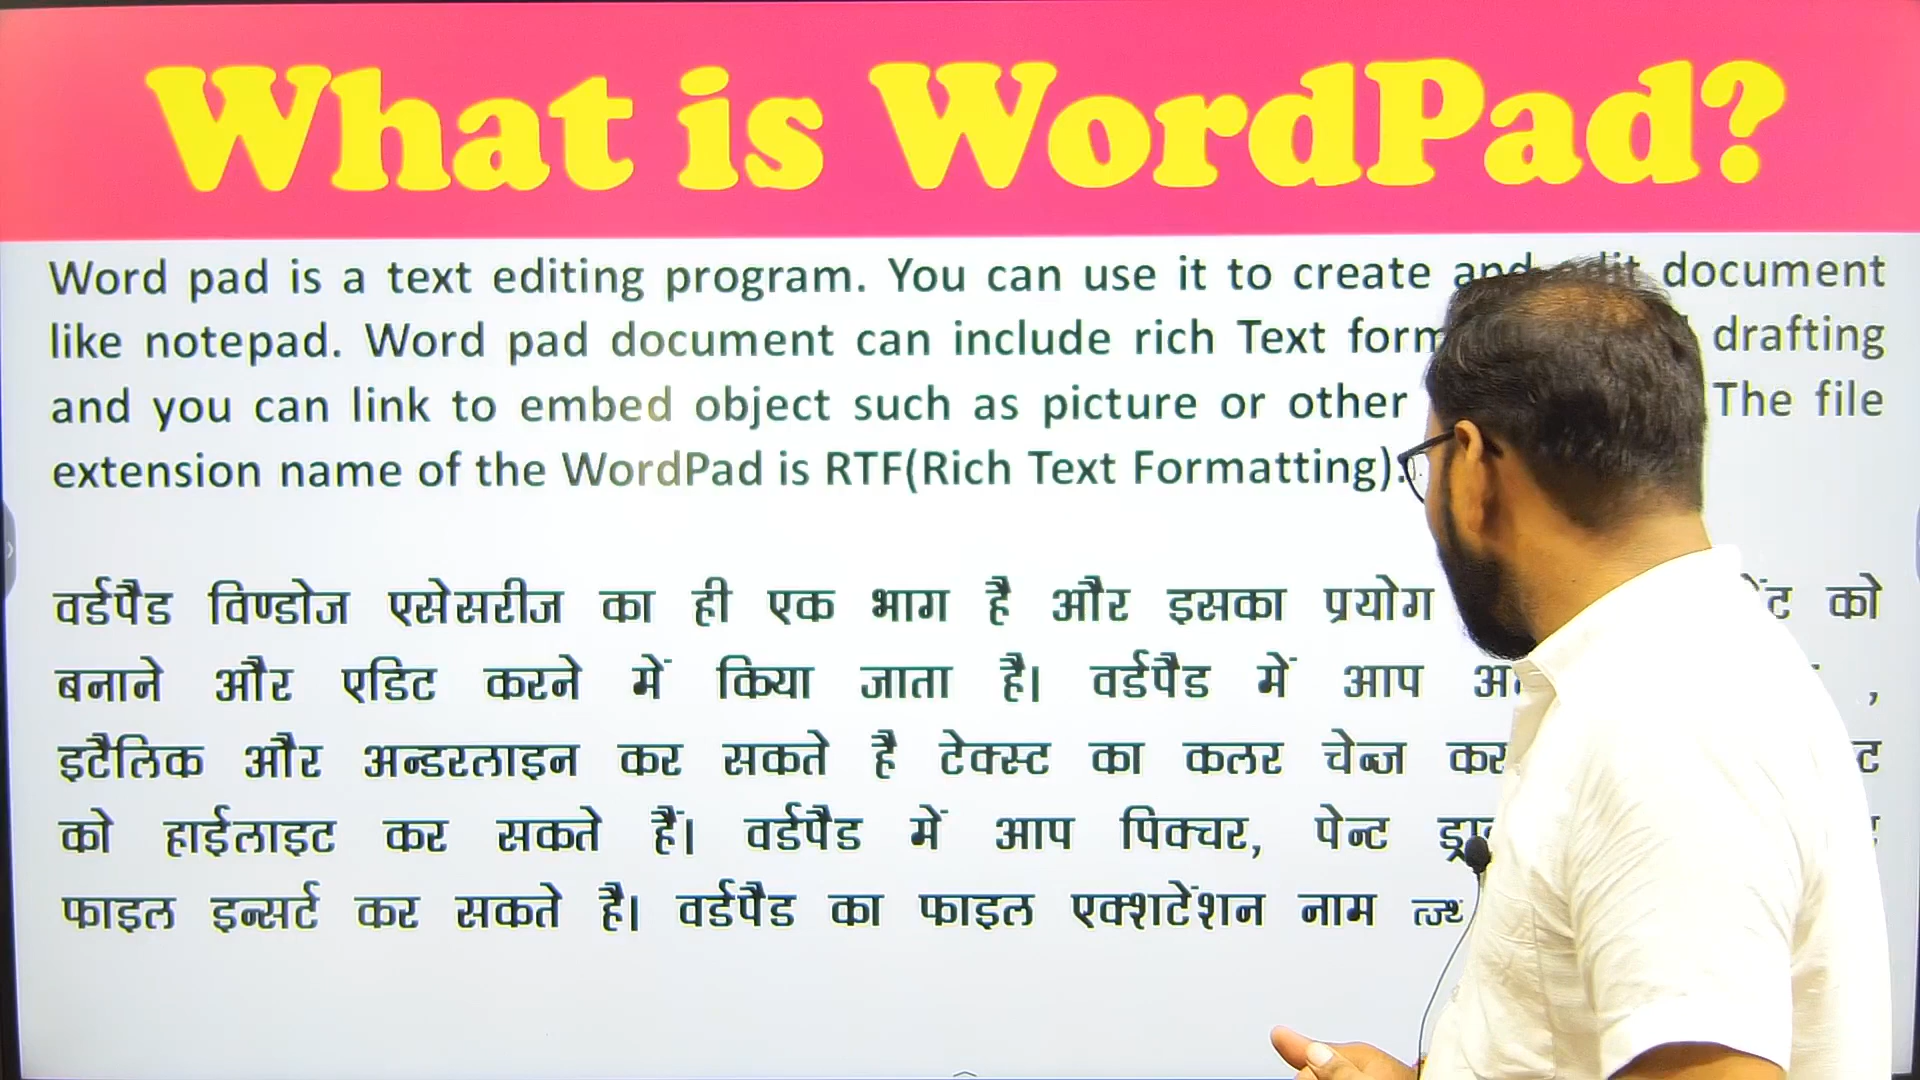 What is WordPad?
Word pad is a text editing program. You can use it to create and edit document
like notepad. Word pad document can include rich Text drafting
and you can link to embed object such as picture or other The file
extension name of the WordPad is RTF(Rich Text Formatting).
वर्डपैड विण्डोज एसेसरीज का ही एक भाग है और इसका प्रयोग को
बनाने और एडिट करने में किया जाता है। वर्डपैड में आप ,
इटैलिक और अन्डरलाइन कर सकते है टेक्स्ट का कलर चेन्ज कर
को हाईलाइट कर सकते हैं। वर्डपैड में आप पिक्चर, पेन्ट
फाइल इन्सर्ट कर सकते है। वर्डपैड का फाइल एक्शटेंशन नाम